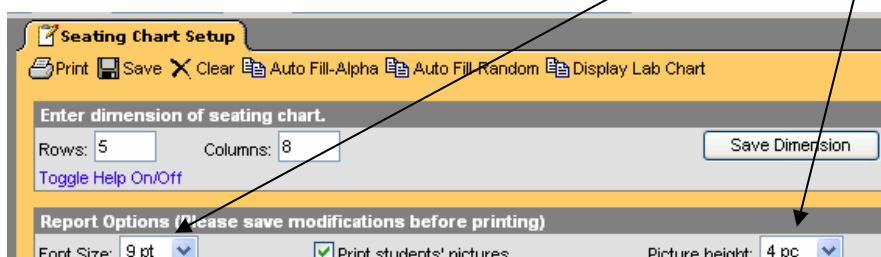 Seating Chart Setup
Print Save Clear Auto Fill-Alpha Auto Fill-Random Display Lab Chart
Enter dimension of seating chart.
Rows: 5 Columns: 8 Save Dimension
Toggle Help On/Off
Report Options (Please save modifications before printing)
Font Size: 9 pt Print students' pictures Picture height: 4 pc